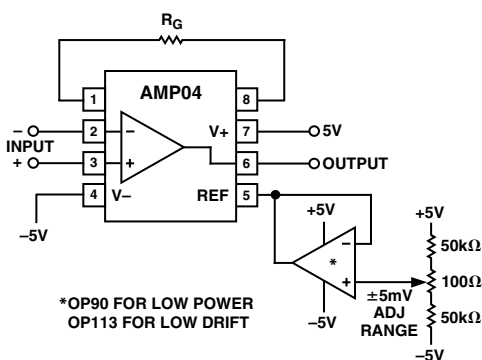 RG
AMP04
1
8
2
−
V+
7
5V
− INPUT +
3
+
6
OUTPUT
4
V−
REF
5
−5V
+5V
−
*
+
−5V
±5mV
ADJ
RANGE
+5V
50kΩ
100Ω
50kΩ
−5V
*OP90 FOR LOW POWER
OP113 FOR LOW DRIFT